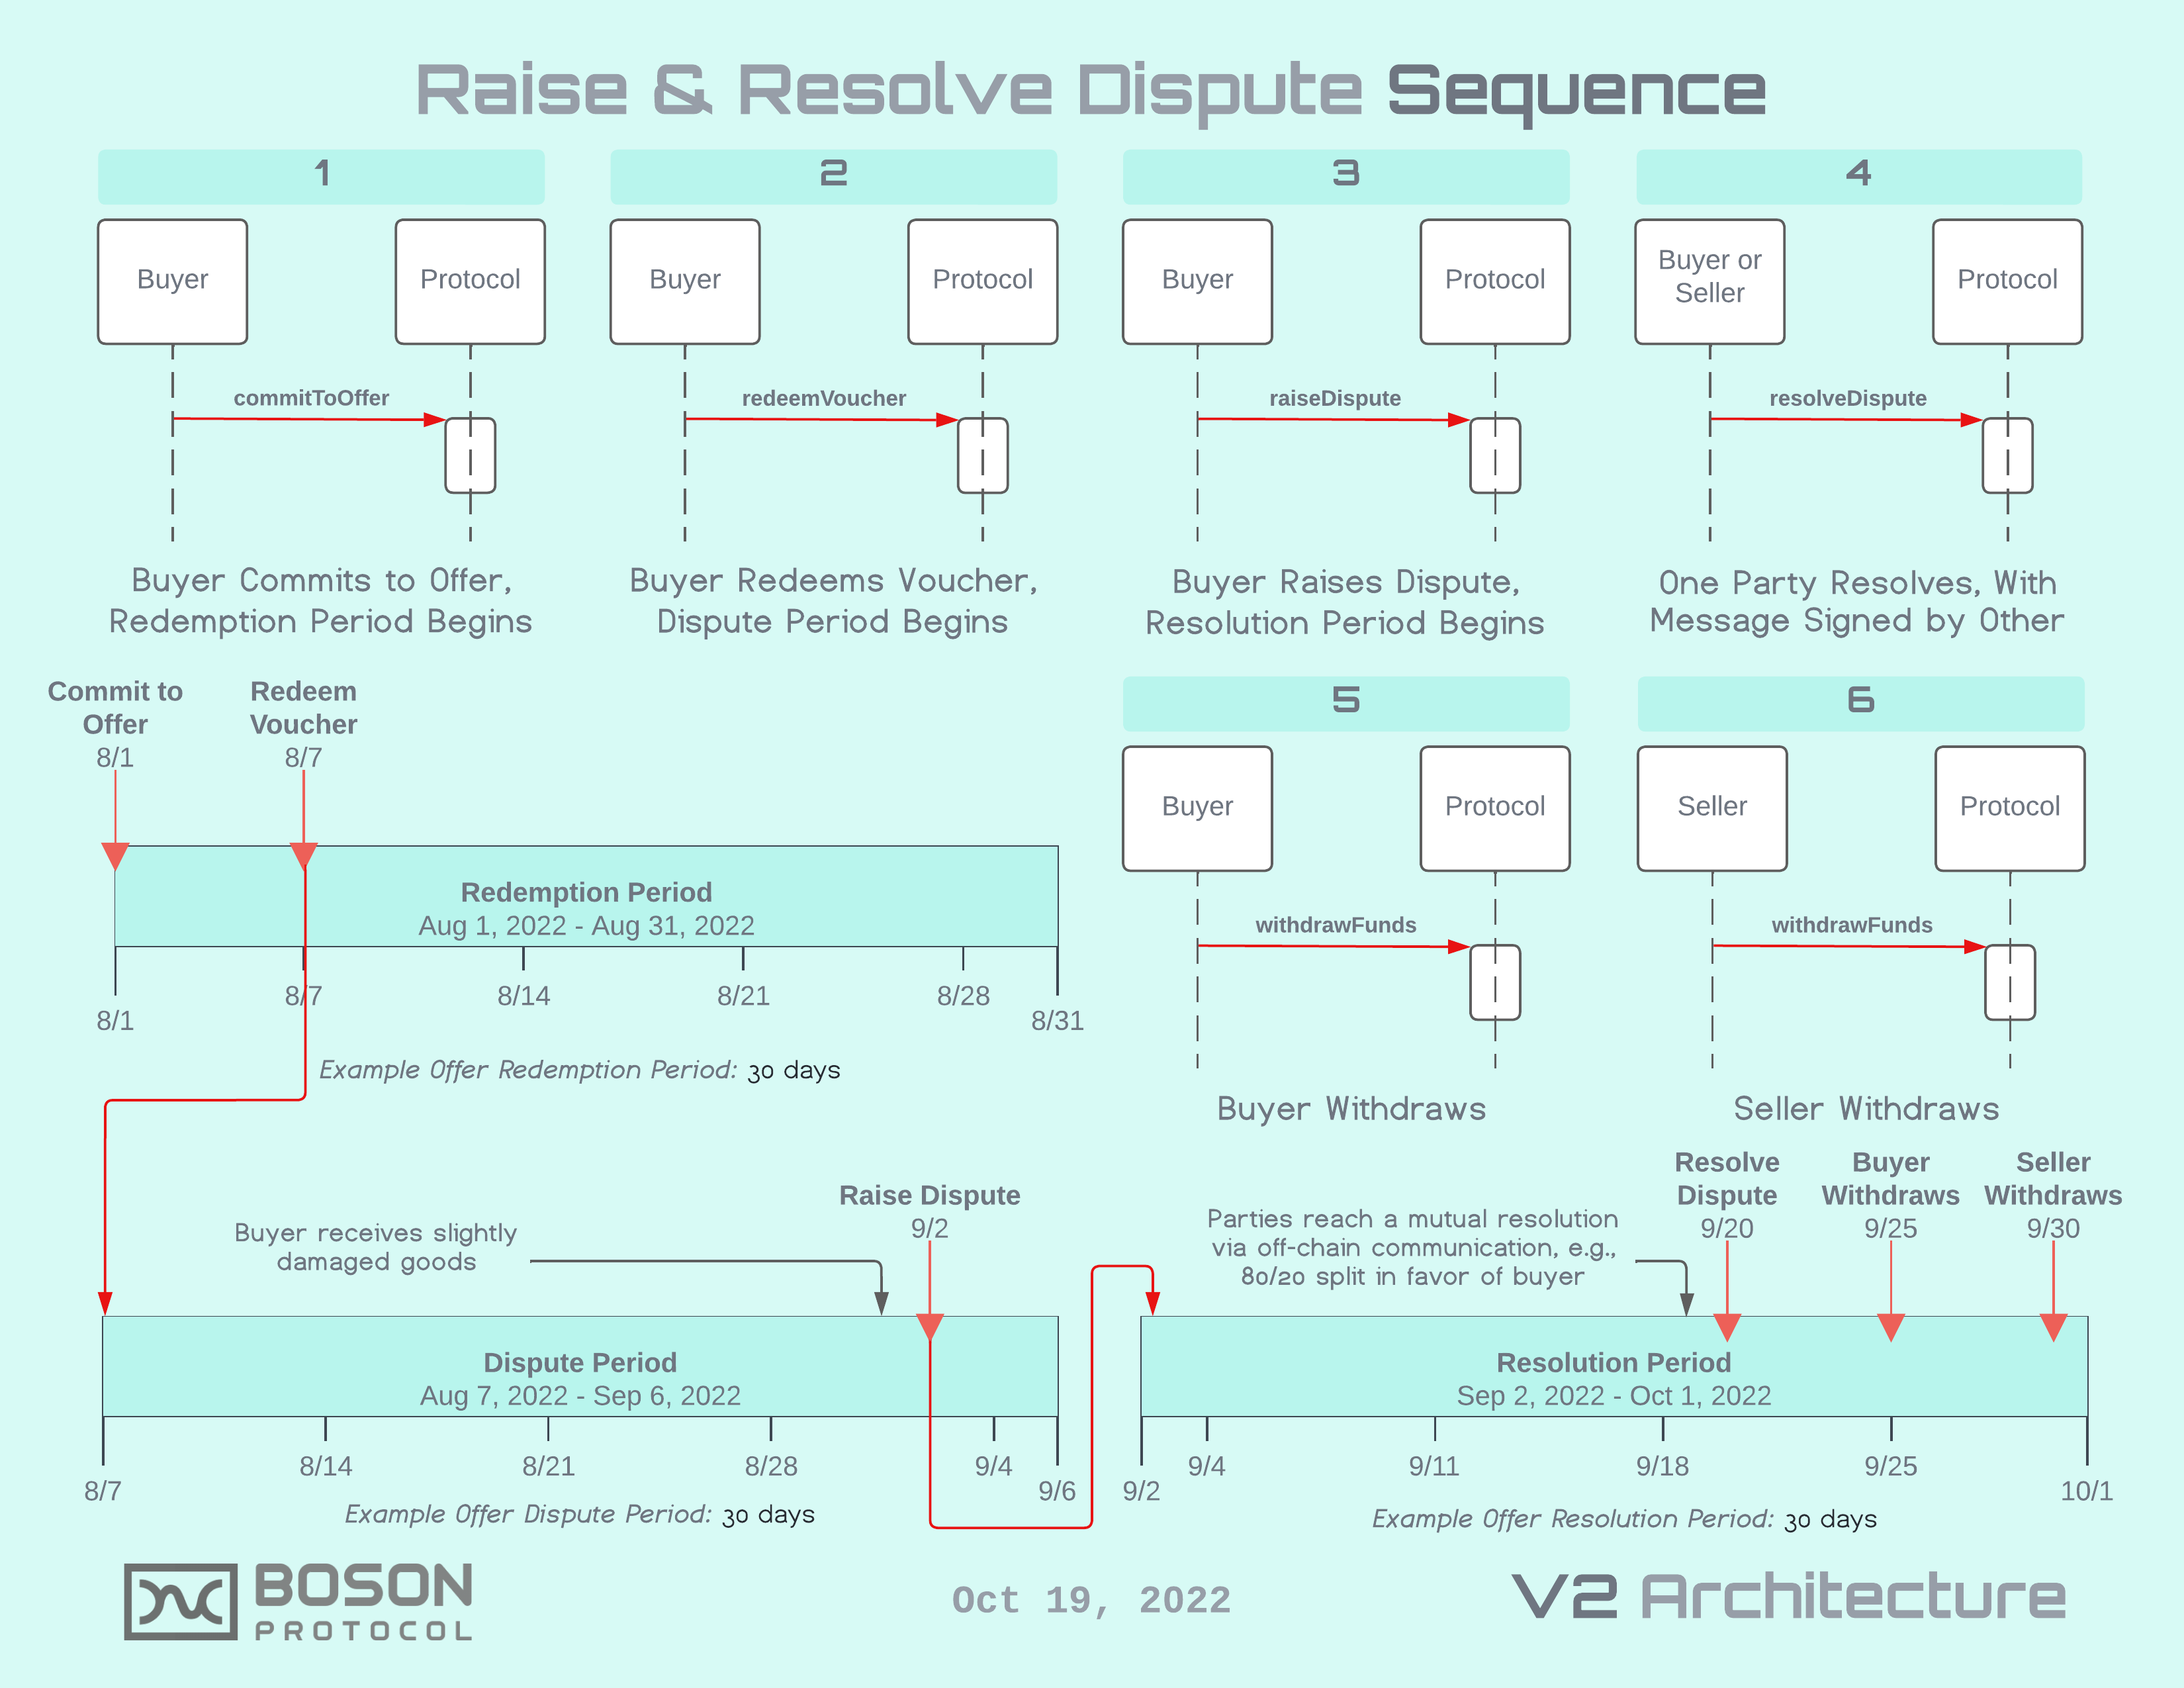 Raise & Resolve Dispute Sequence
1
Buyer
Protocol
commitToOffer
Buyer Commits to Offer,
Redemption Period Begins
2
Buyer
Protocol
redeemVoucher
Buyer Redeems Voucher,
Dispute Period Begins
3
Buyer
Protocol
raiseDispute
Buyer Raises Dispute,
Resolution Period Begins
4
Buyer or
Seller
Protocol
resolveDispute
One Party Resolves, With
Message Signed by Other
5
Buyer
Protocol
withdrawFunds
Buyer Withdraws
6
Seller
Protocol
withdrawFunds
Seller Withdraws
Commit to
Offer
8/1
Redeem
Voucher
8/7
Redemption Period
Aug 1, 2022 - Aug 31, 2022
8/1
8/7
8/14
8/21
8/28
8/31
Example Offer Redemption Period: 30 days
Buyer receives slightly
damaged goods
Raise Dispute
9/2
Dispute Period
Aug 7, 2022 - Sep 6, 2022
8/7
8/14
8/21
8/28
9/4
9/6
Example Offer Dispute Period: 30 days
Parties reach a mutual resolution
via off-chain communication, e.g.,
80/20 split in favor of buyer
Resolve
Dispute
9/20
Buyer
Withdraws
9/25
Seller
Withdraws
9/30
Resolution Period
Sep 2, 2022 - Oct 1, 2022
9/2
9/4
9/11
9/18
9/25
10/1
Example Offer Resolution Period: 30 days
BOSON
PROTOCOL
Oct 19, 2022
V2 Architecture